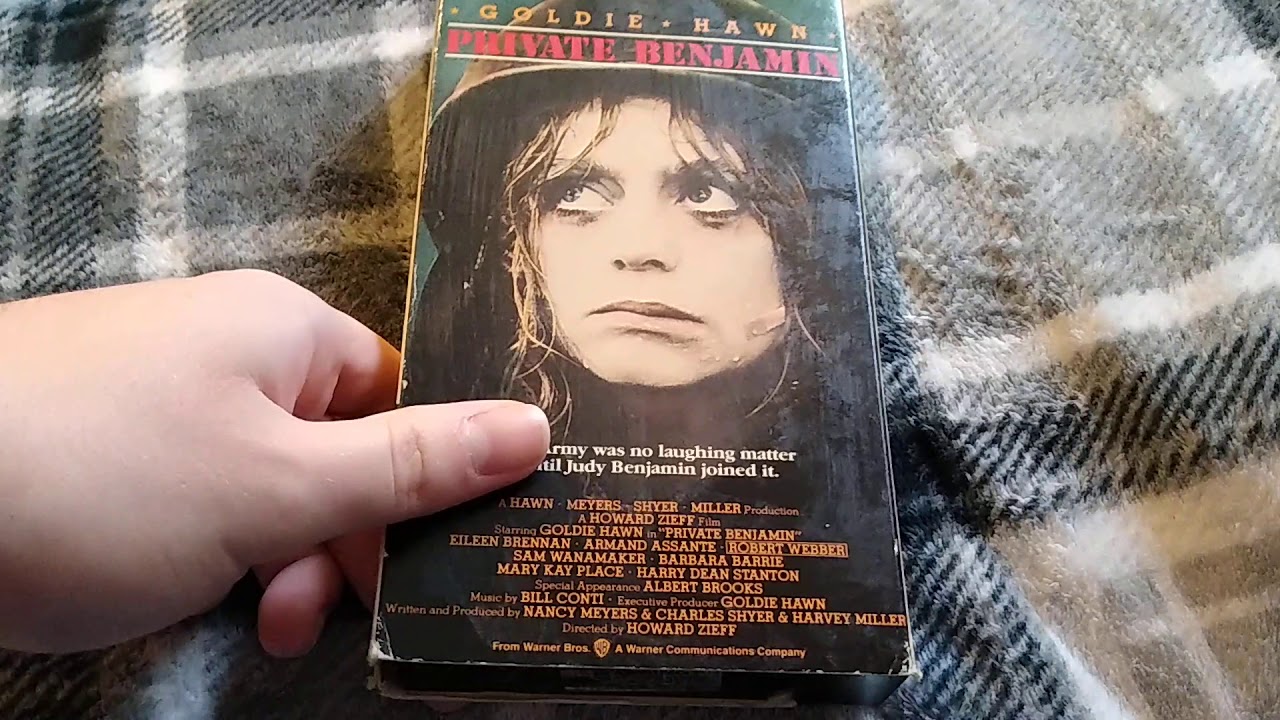 ★ GOLDIE ★ HAWN ★
PRIVATE BENJAMIN
Army was no laughing matter
Judy Benjamin joined it.
A HAWN · MEYERS · SHYER · MILLER Production
A HOWARD ZIEFF Film
Starring GOLDIE HAWN in "PRIVATE BENJAMIN"
EILEEN BRENNAN · ARMAND ASSANTE · ROBERT WEBBER
SAM WANAMAKER · BARBARA BARRIE
MARY KAY PLACE · HARRY DEAN STANTON
Special Appearance ALBERT BROOKS
Music by BILL CONTI · Executive Producer GOLDIE HAWN
Written and Produced by NANCY MEYERS & CHARLES SHYER & HARVEY MILLER
Directed by HOWARD ZIEFF
From Warner Bros. WB A Warner Communications Company